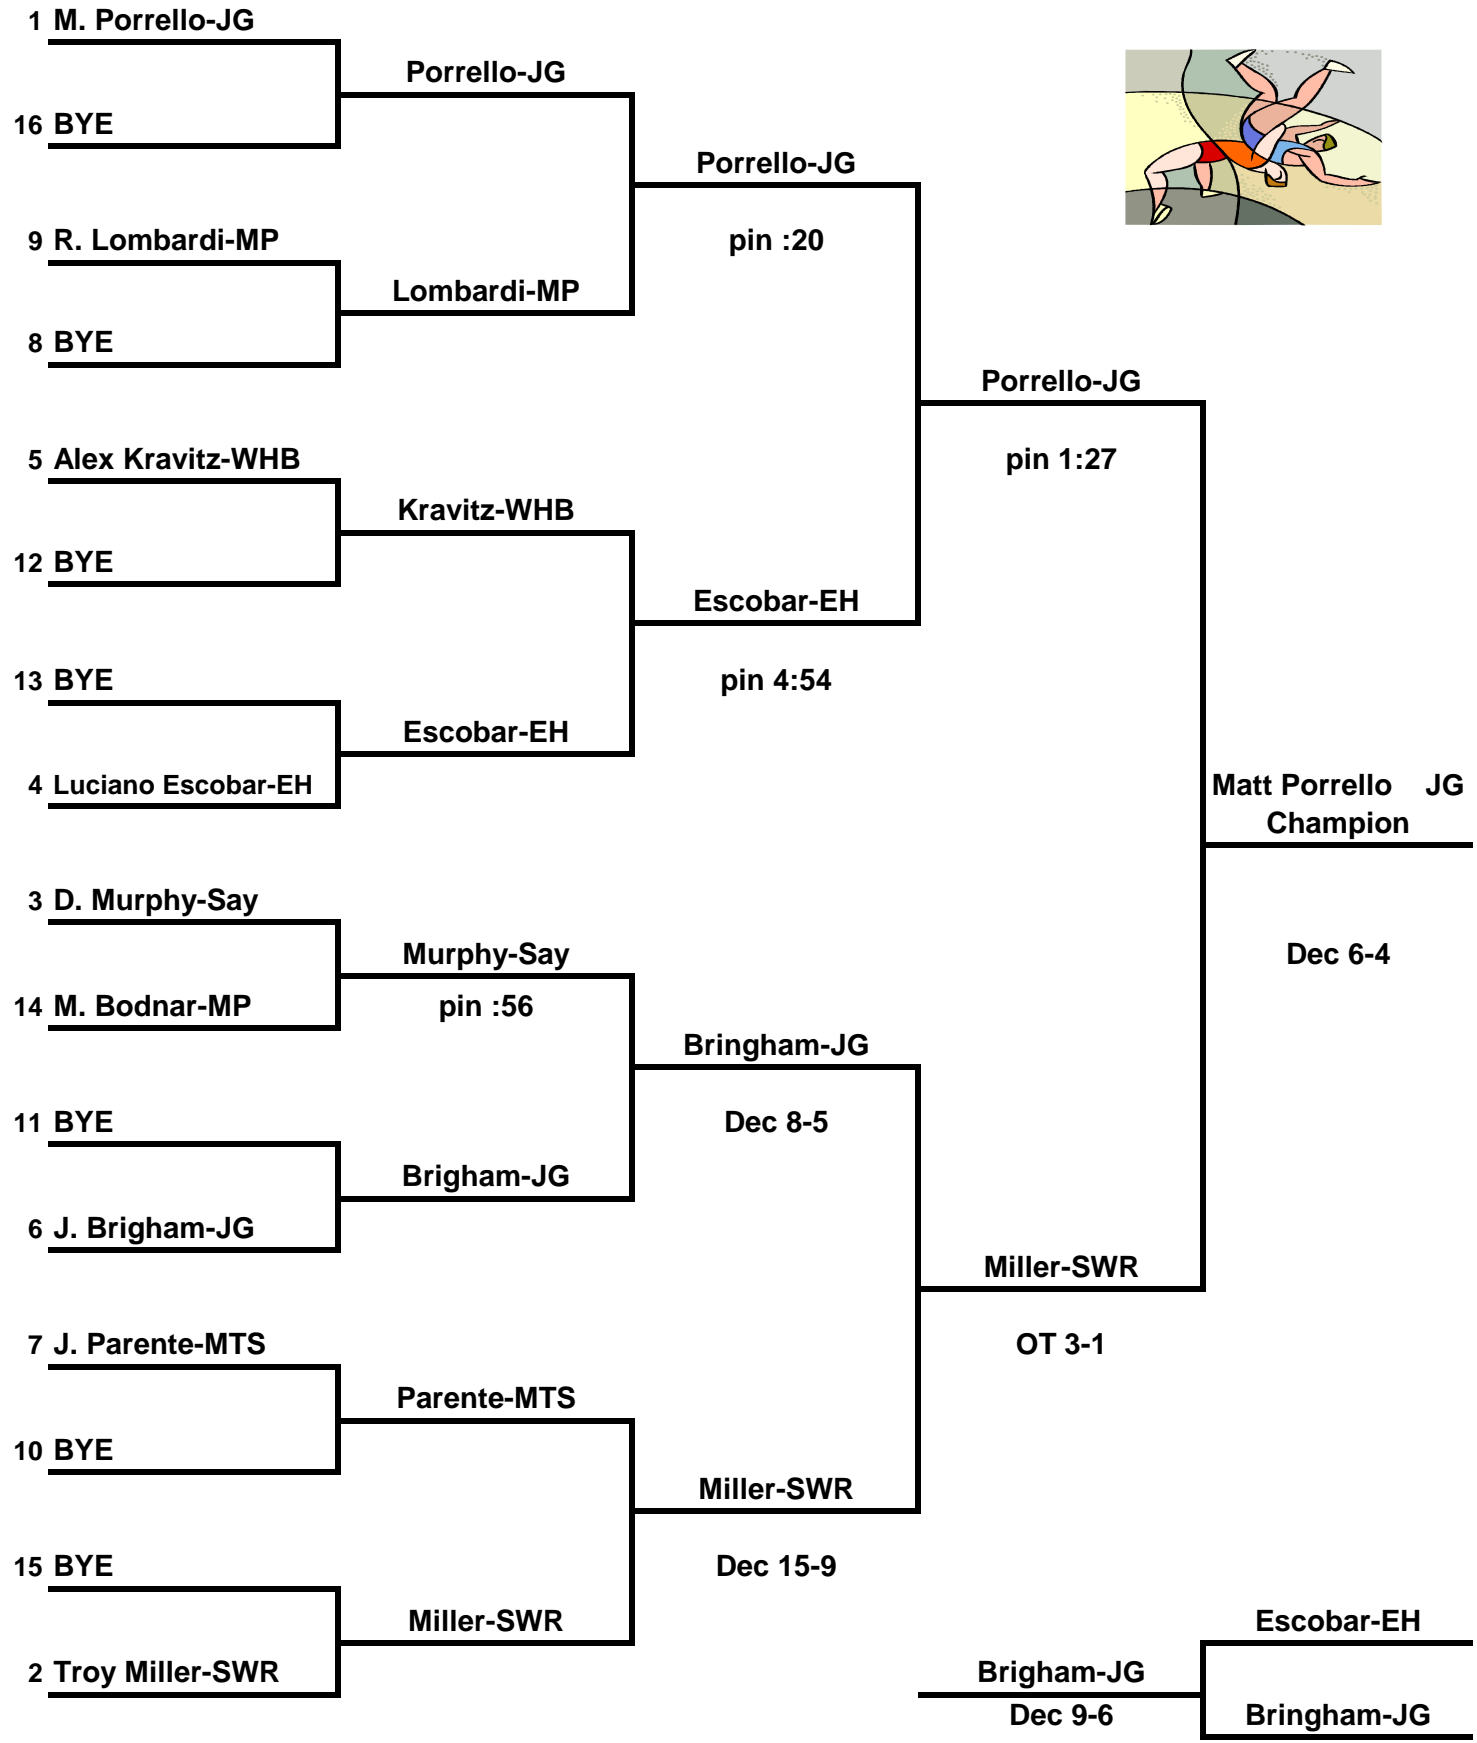 1 M. Porrello-JG
Porrello-JG
16 BYE
Porrello-JG
pin :20
9 R. Lombardi-MP
Lombardi-MP
8 BYE
Porrello-JG
pin 1:27
5 Alex Kravitz-WHB
Kravitz-WHB
12 BYE
Escobar-EH
pin 4:54
13 BYE
Escobar-EH
4 Luciano Escobar-EH
Matt Porrello JG
Champion
Dec 6-4
3 D. Murphy-Say
Murphy-Say
pin :56
14 M. Bodnar-MP
Bringham-JG
Dec 8-5
11 BYE
Brigham-JG
6 J. Brigham-JG
Miller-SWR
OT 3-1
7 J. Parente-MTS
Parente-MTS
10 BYE
Miller-SWR
Dec 15-9
15 BYE
Miller-SWR
2 Troy Miller-SWR
Escobar-EH
Brigham-JG
Dec 9-6
Bringham-JG